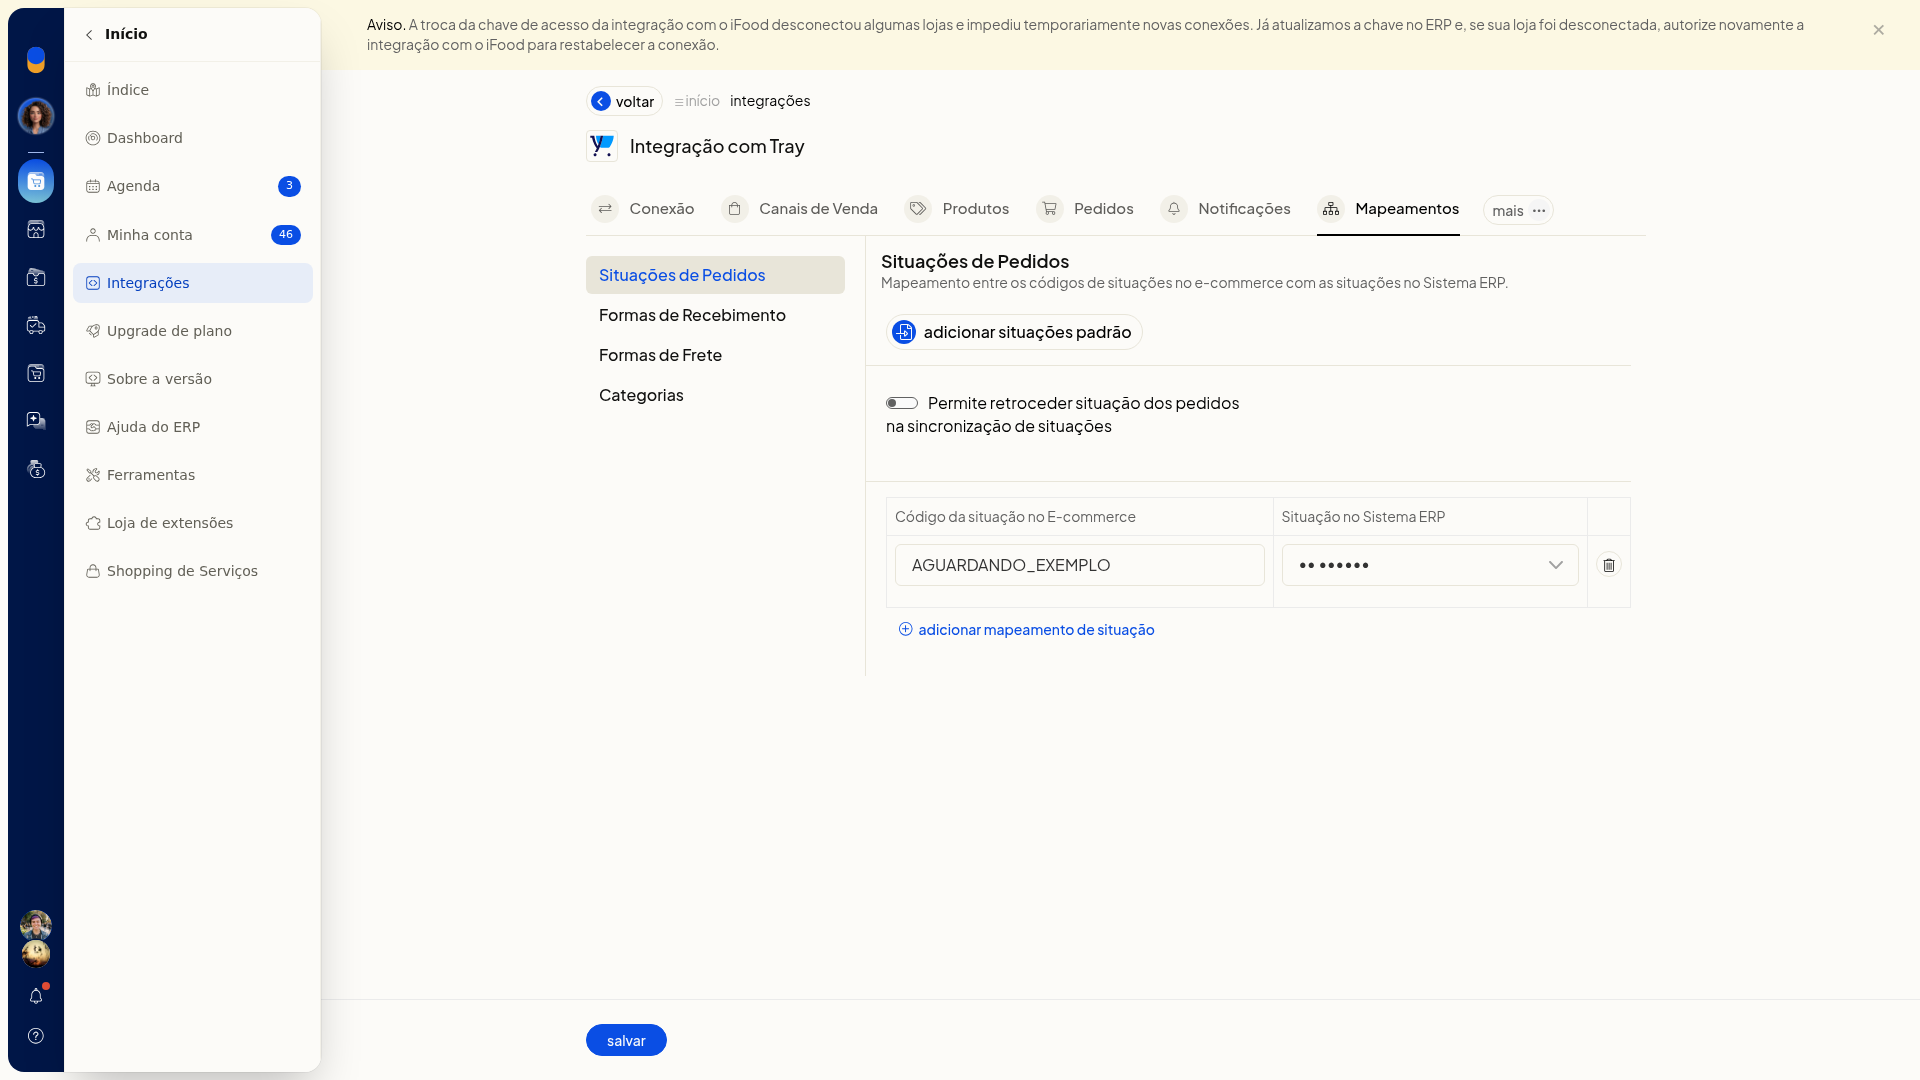 Início
Índice
Dashboard
Agenda
3
Minha conta
46
Integrações
Upgrade de plano
Sobre a versão
Ajuda do ERP
Ferramentas
Loja de extensões
Shopping de Serviços
Aviso. A troca da chave de acesso da integração com o iFood desconectou algumas lojas e impediu temporariamente novas conexões. Já atualizamos a chave no ERP e, se sua loja foi desconectada, autorize novamente a
integração com o iFood para restabelecer a conexão.
voltar início integrações
Integração com Tray
Conexão Canais de Venda Produtos Pedidos Notificações Mapeamentos mais
Situações de Pedidos
Formas de Recebimento
Formas de Frete
Categorias
Situações de Pedidos
Mapeamento entre os códigos de situações no e-commerce com as situações no Sistema ERP.
adicionar situações padrão
Permite retroceder situação dos pedidos
na sincronização de situações
Código da situação no E-commerce Situação no Sistema ERP
AGUARDANDO_EXEMPLO •• ••••••
adicionar mapeamento de situação
salvar